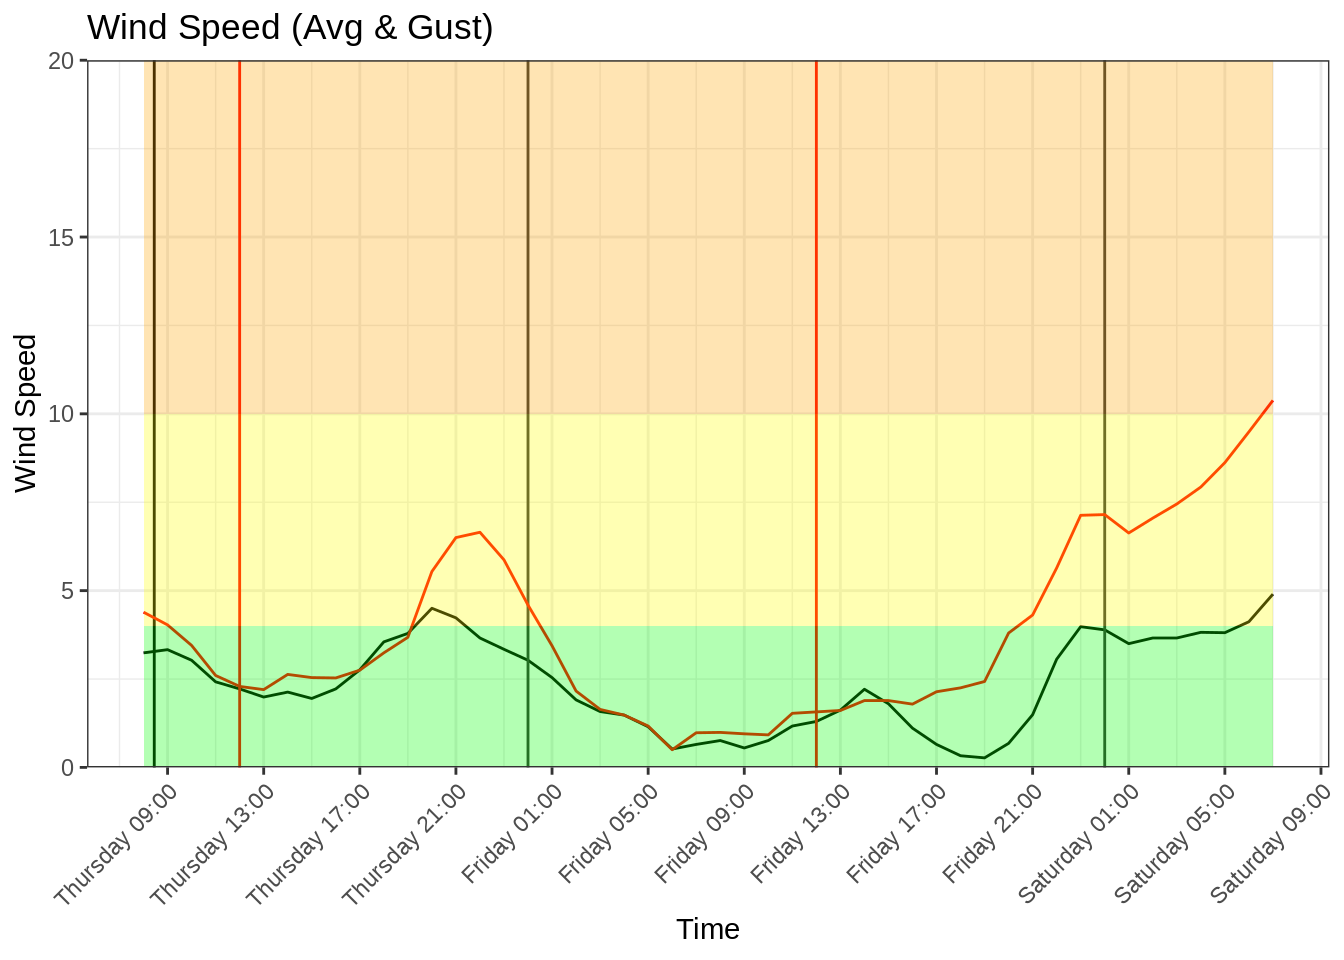 Wind Speed (Avg & Gust)
20
15
10
5
0
Wind Speed
Thursday 09:00
Thursday 13:00
Thursday 17:00
Thursday 21:00
Friday 01:00
Friday 05:00
Friday 09:00
Friday 13:00
Friday 17:00
Friday 21:00
Saturday 01:00
Saturday 05:00
Saturday 09:00
Time